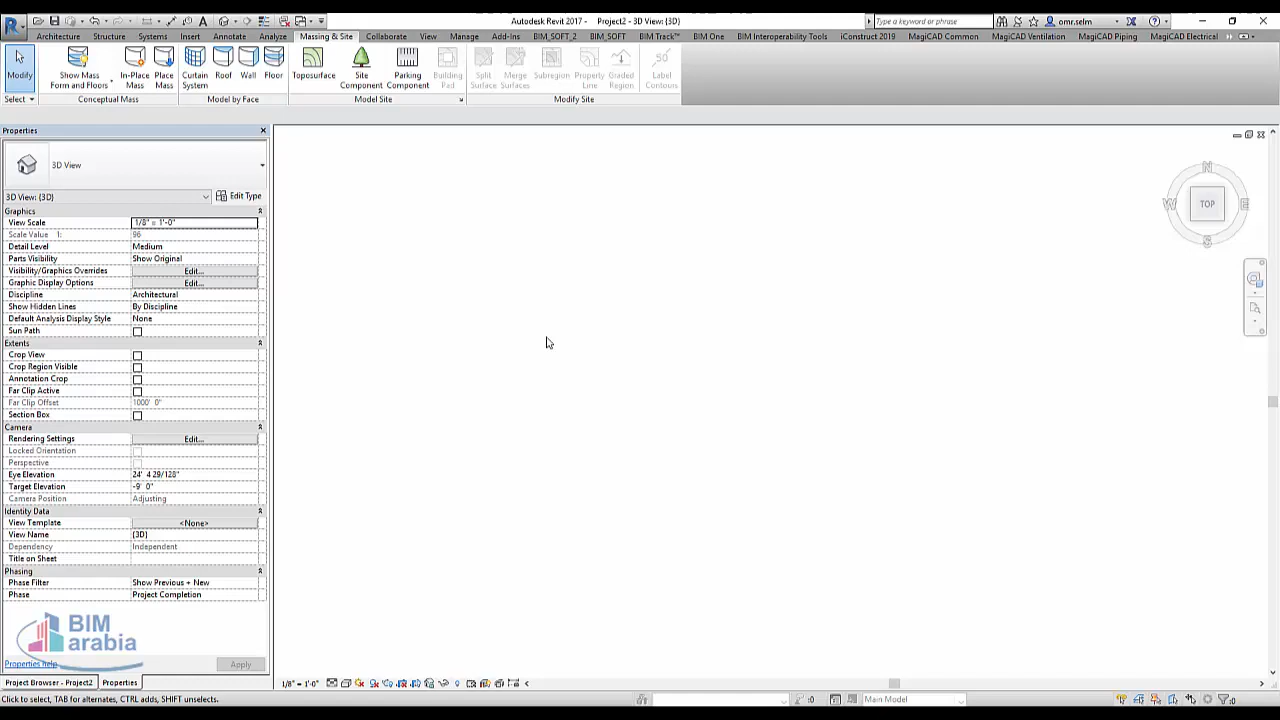 Autodesk Revit 2017 - Project2 - 3D View: {3D}
Type a keyword or phrase
omr.selm
Architecture Structure Systems Insert Annotate Analyze Massing & Site Collaborate View Manage Add-Ins BIM_SOFT_2 BIM_SOFT BIM Track™ BIM One BIM Interoperability Tools iConstruct 2019 MagiCAD Common MagiCAD Ventilation MagiCAD Piping MagiCAD Electrical
Modify
Show Mass
Form and Floors
In-Place
Mass
Place
Mass
Curtain
System
Roof
Wall
Floor
Toposurface
Site
Component
Parking
Component
Building
Pad
Split
Surface
Merge
Surfaces
Subregion
Property
Line
Graded
Region
50
Label
Contours
Select
Conceptual Mass
Model by Face
Model Site
Modify Site
Properties
3D View
3D View: {3D}
Edit Type
Graphics
View Scale 1/8" = 1'-0"
Scale Value 1: 96
Detail Level Medium
Parts Visibility Show Original
Visibility/Graphics Overrides Edit...
Graphic Display Options Edit...
Discipline Architectural
Show Hidden Lines By Discipline
Default Analysis Display Style None
Sun Path
Extents
Crop View
Crop Region Visible
Annotation Crop
Far Clip Active
Far Clip Offset 1000' 0"
Section Box
Camera
Rendering Settings Edit...
Locked Orientation
Perspective
Eye Elevation 24' 4 29/128"
Target Elevation -9' 0"
Camera Position Adjusting
Identity Data
View Template <None>
View Name {3D}
Dependency Independent
Title on Sheet
Phasing
Phase Filter Show Previous + New
Phase Project Completion
BIM
arabia
Properties help
Apply
Project Browser - Project2
Properties
N
W
TOP
E
S
1/8" = 1'-0"
Click to select, TAB for alternates, CTRL adds, SHIFT unselects.
:0
Main Model
:0